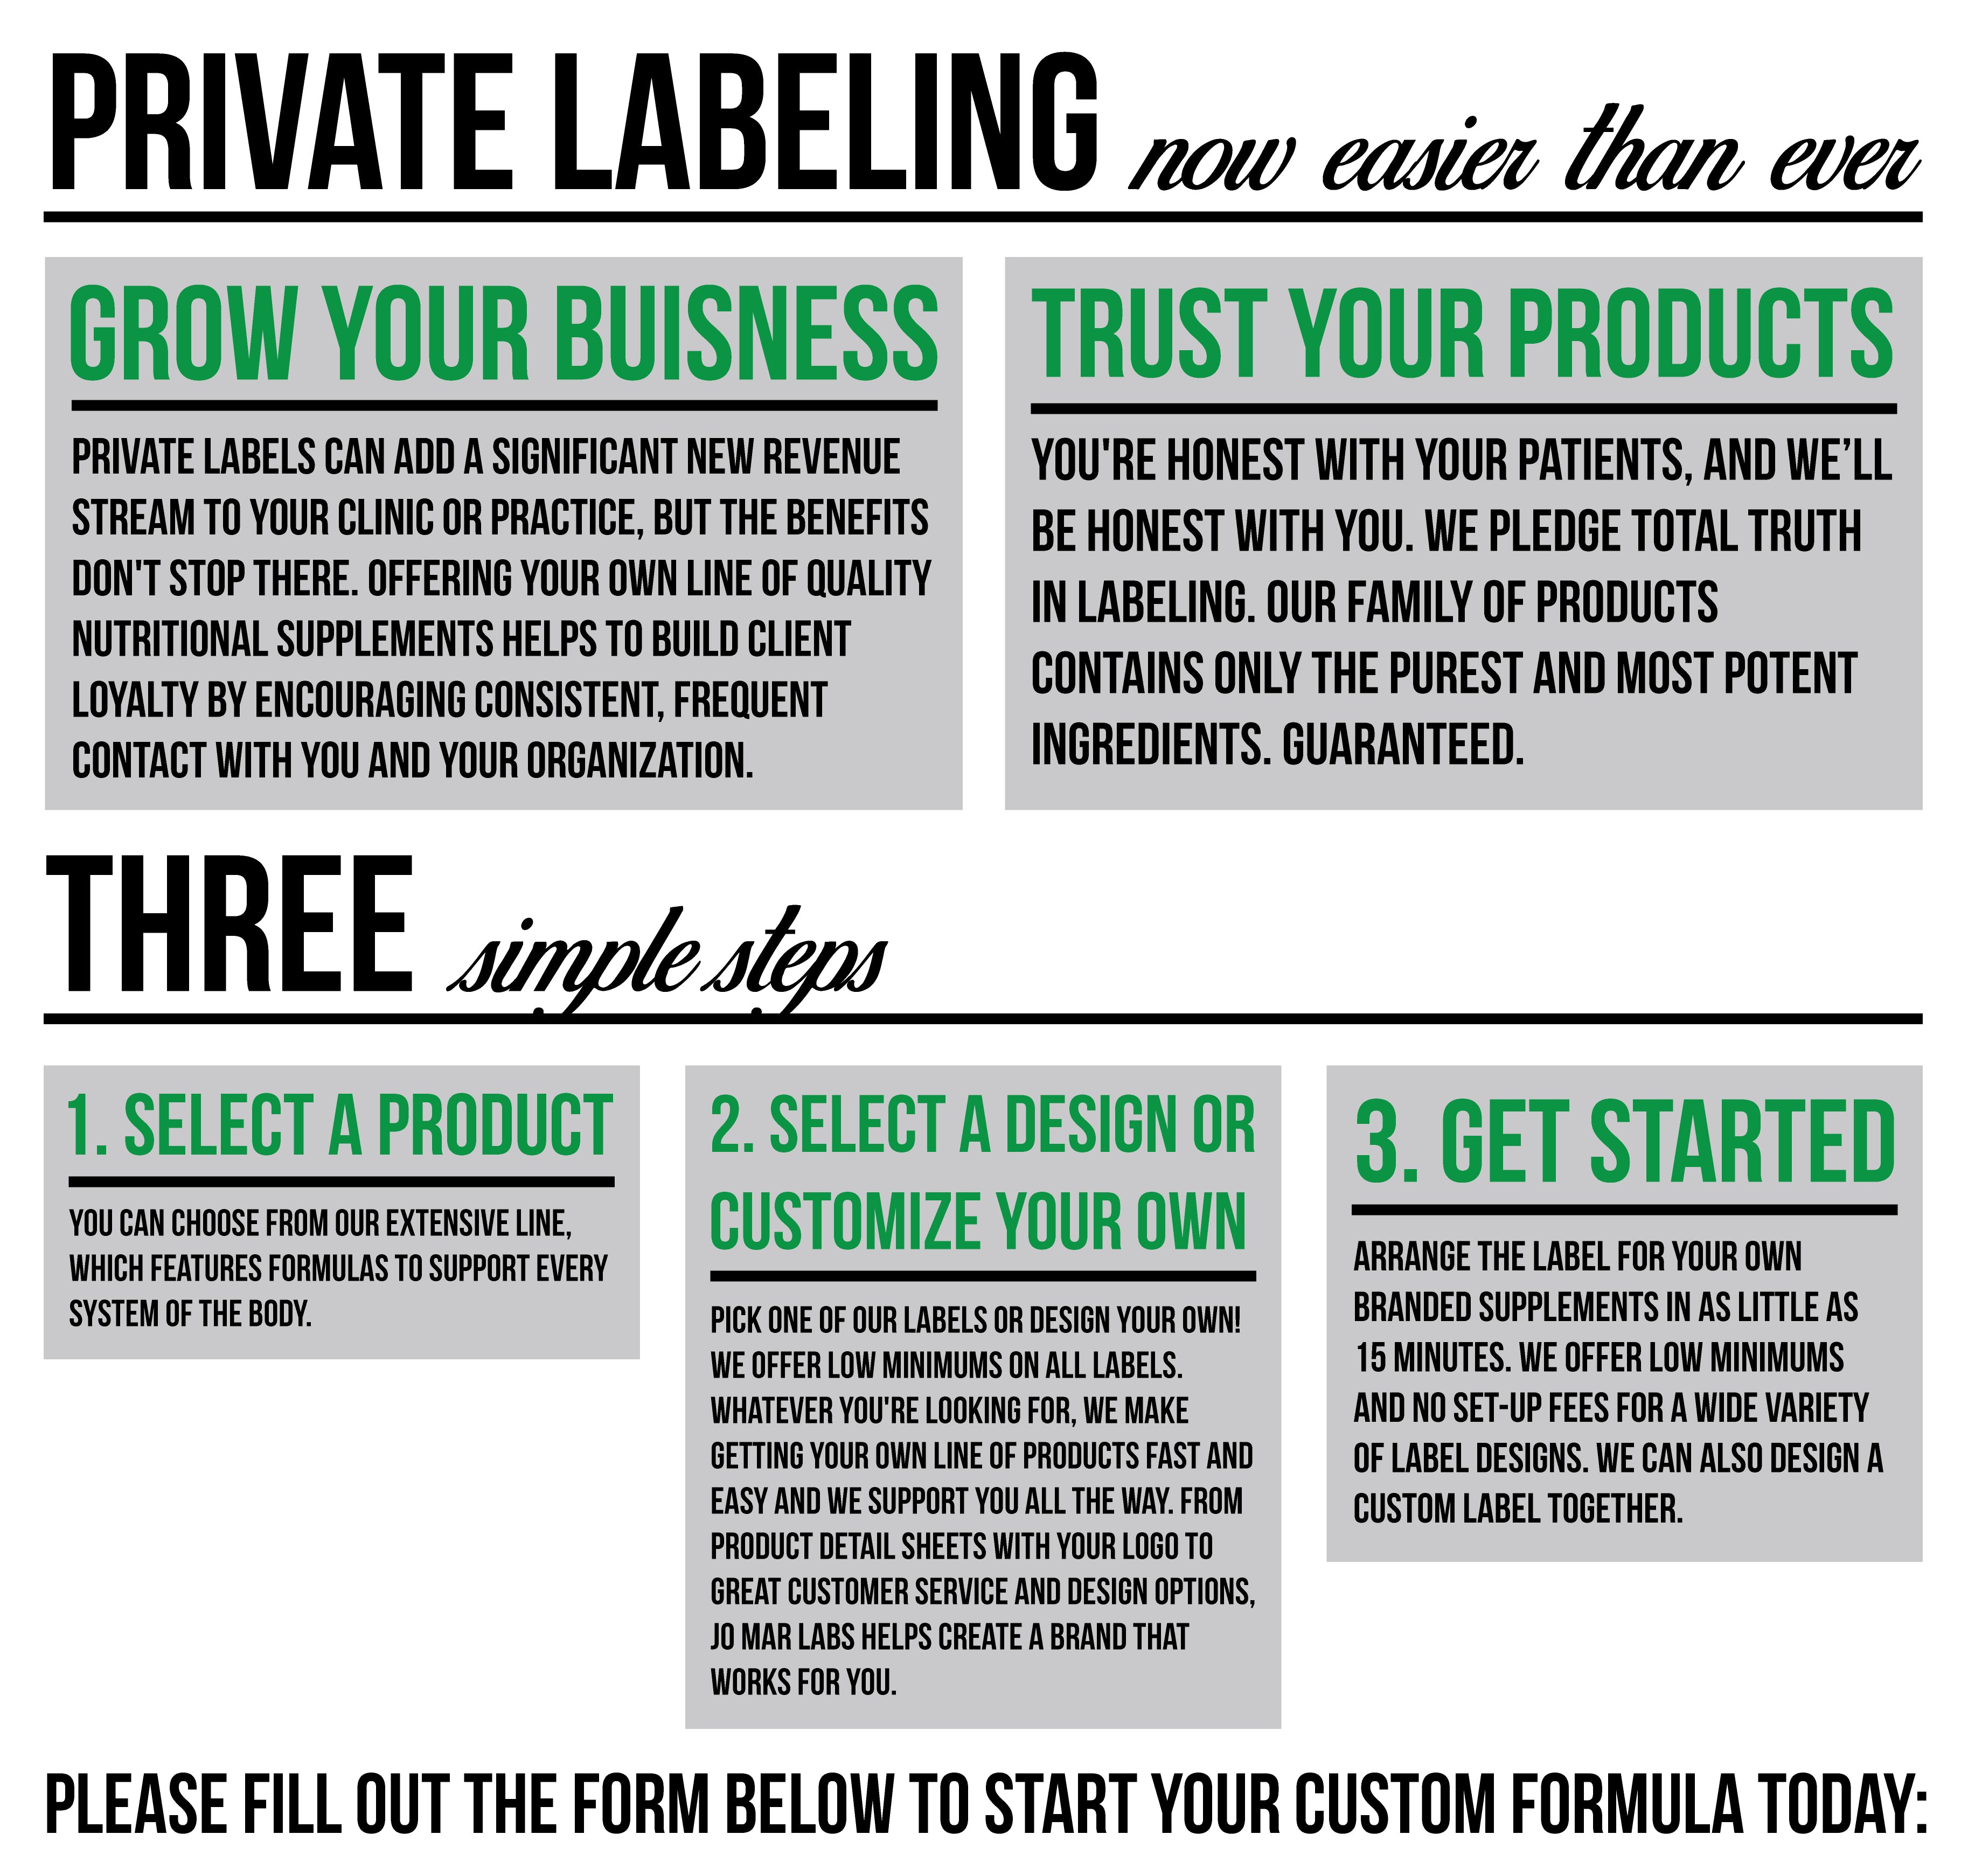 PRIVATE LABELING now easier than ever
GROW YOUR BUISNESS
PRIVATE LABELS CAN ADD A SIGNIFICANT NEW REVENUE
STREAM TO YOUR CLINIC OR PRACTICE, BUT THE BENEFITS
DON'T STOP THERE. OFFERING YOUR OWN LINE OF QUALITY
NUTRITIONAL SUPPLEMENTS HELPS TO BUILD CLIENT
LOYALTY BY ENCOURAGING CONSISTENT, FREQUENT
CONTACT WITH YOU AND YOUR ORGANIZATION.
TRUST YOUR PRODUCTS
YOU'RE HONEST WITH YOUR PATIENTS, AND WE’LL
BE HONEST WITH YOU. WE PLEDGE TOTAL TRUTH
IN LABELING. OUR FAMILY OF PRODUCTS
CONTAINS ONLY THE PUREST AND MOST POTENT
INGREDIENTS. GUARANTEED.
THREE simple steps
1. SELECT A PRODUCT
YOU CAN CHOOSE FROM OUR EXTENSIVE LINE,
WHICH FEATURES FORMULAS TO SUPPORT EVERY
SYSTEM OF THE BODY.
2. SELECT A DESIGN OR
CUSTOMIZE YOUR OWN
PICK ONE OF OUR LABELS OR DESIGN YOUR OWN!
WE OFFER LOW MINIMUMS ON ALL LABELS.
WHATEVER YOU'RE LOOKING FOR, WE MAKE
GETTING YOUR OWN LINE OF PRODUCTS FAST AND
EASY AND WE SUPPORT YOU ALL THE WAY. FROM
PRODUCT DETAIL SHEETS WITH YOUR LOGO TO
GREAT CUSTOMER SERVICE AND DESIGN OPTIONS,
JO MAR LABS HELPS CREATE A BRAND THAT
WORKS FOR YOU.
3. GET STARTED
ARRANGE THE LABEL FOR YOUR OWN
BRANDED SUPPLEMENTS IN AS LITTLE AS
15 MINUTES. WE OFFER LOW MINIMUMS
AND NO SET-UP FEES FOR A WIDE VARIETY
OF LABEL DESIGNS. WE CAN ALSO DESIGN A
CUSTOM LABEL TOGETHER.
PLEASE FILL OUT THE FORM BELOW TO START YOUR CUSTOM FORMULA TODAY: